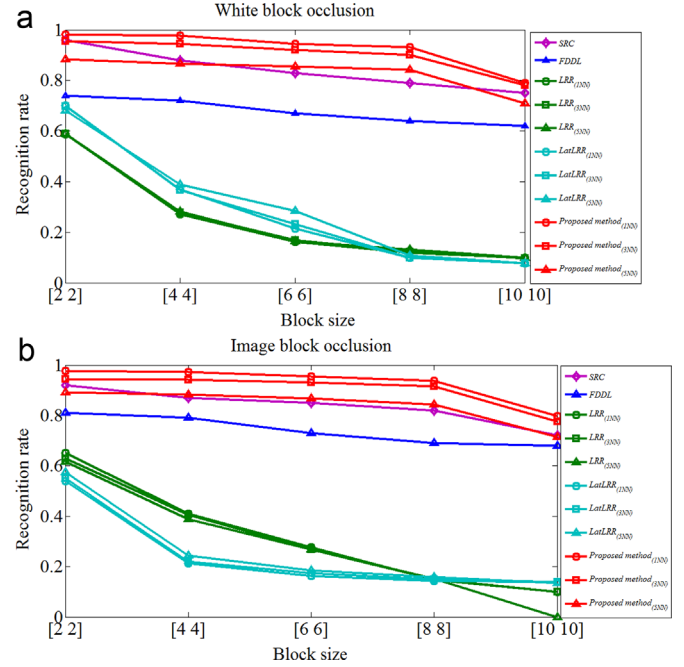 a
White block occlusion
Recognition rate
1
0.8
0.6
0.4
0.2
0
[2 2] [4 4] [6 6] [8 8] [10 10]
Block size
SRC
FDDL
LRR(1NN)
LRR(3NN)
LRR(5NN)
LatLRR(1NN)
LatLRR(3NN)
LatLRR(5NN)
Proposed method(1NN)
Proposed method(3NN)
Proposed method(5NN)
b
Image block occlusion
Recognition rate
1
0.8
0.6
0.4
0.2
0
[2 2] [4 4] [6 6] [8 8] [10 10]
Block size
SRC
FDDL
LRR(1NN)
LRR(3NN)
LRR(5NN)
LatLRR(1NN)
LatLRR(3NN)
LatLRR(5NN)
Proposed method(1NN)
Proposed method(3NN)
Proposed method(5NN)